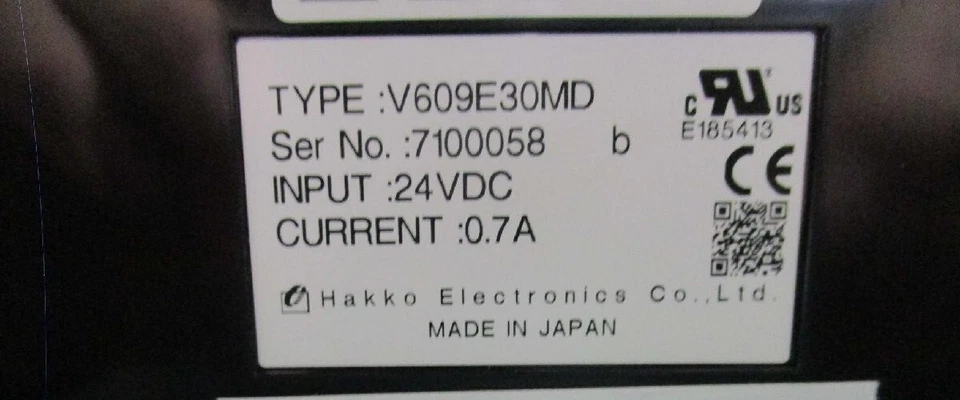 TYPE :V609E30MD
Ser No. :7100058 b
INPUT :24VDC
CURRENT :0.7A
c RU US
E185413
CE
Hakko Electronics Co.,Ltd.
MADE IN JAPAN